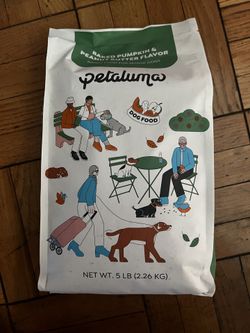 BAKED PUMPKIN &
PEANUT BUTTER FLAVOR
petaluma
DOG FOOD
NET WT. 5 LB (2.26 KG)